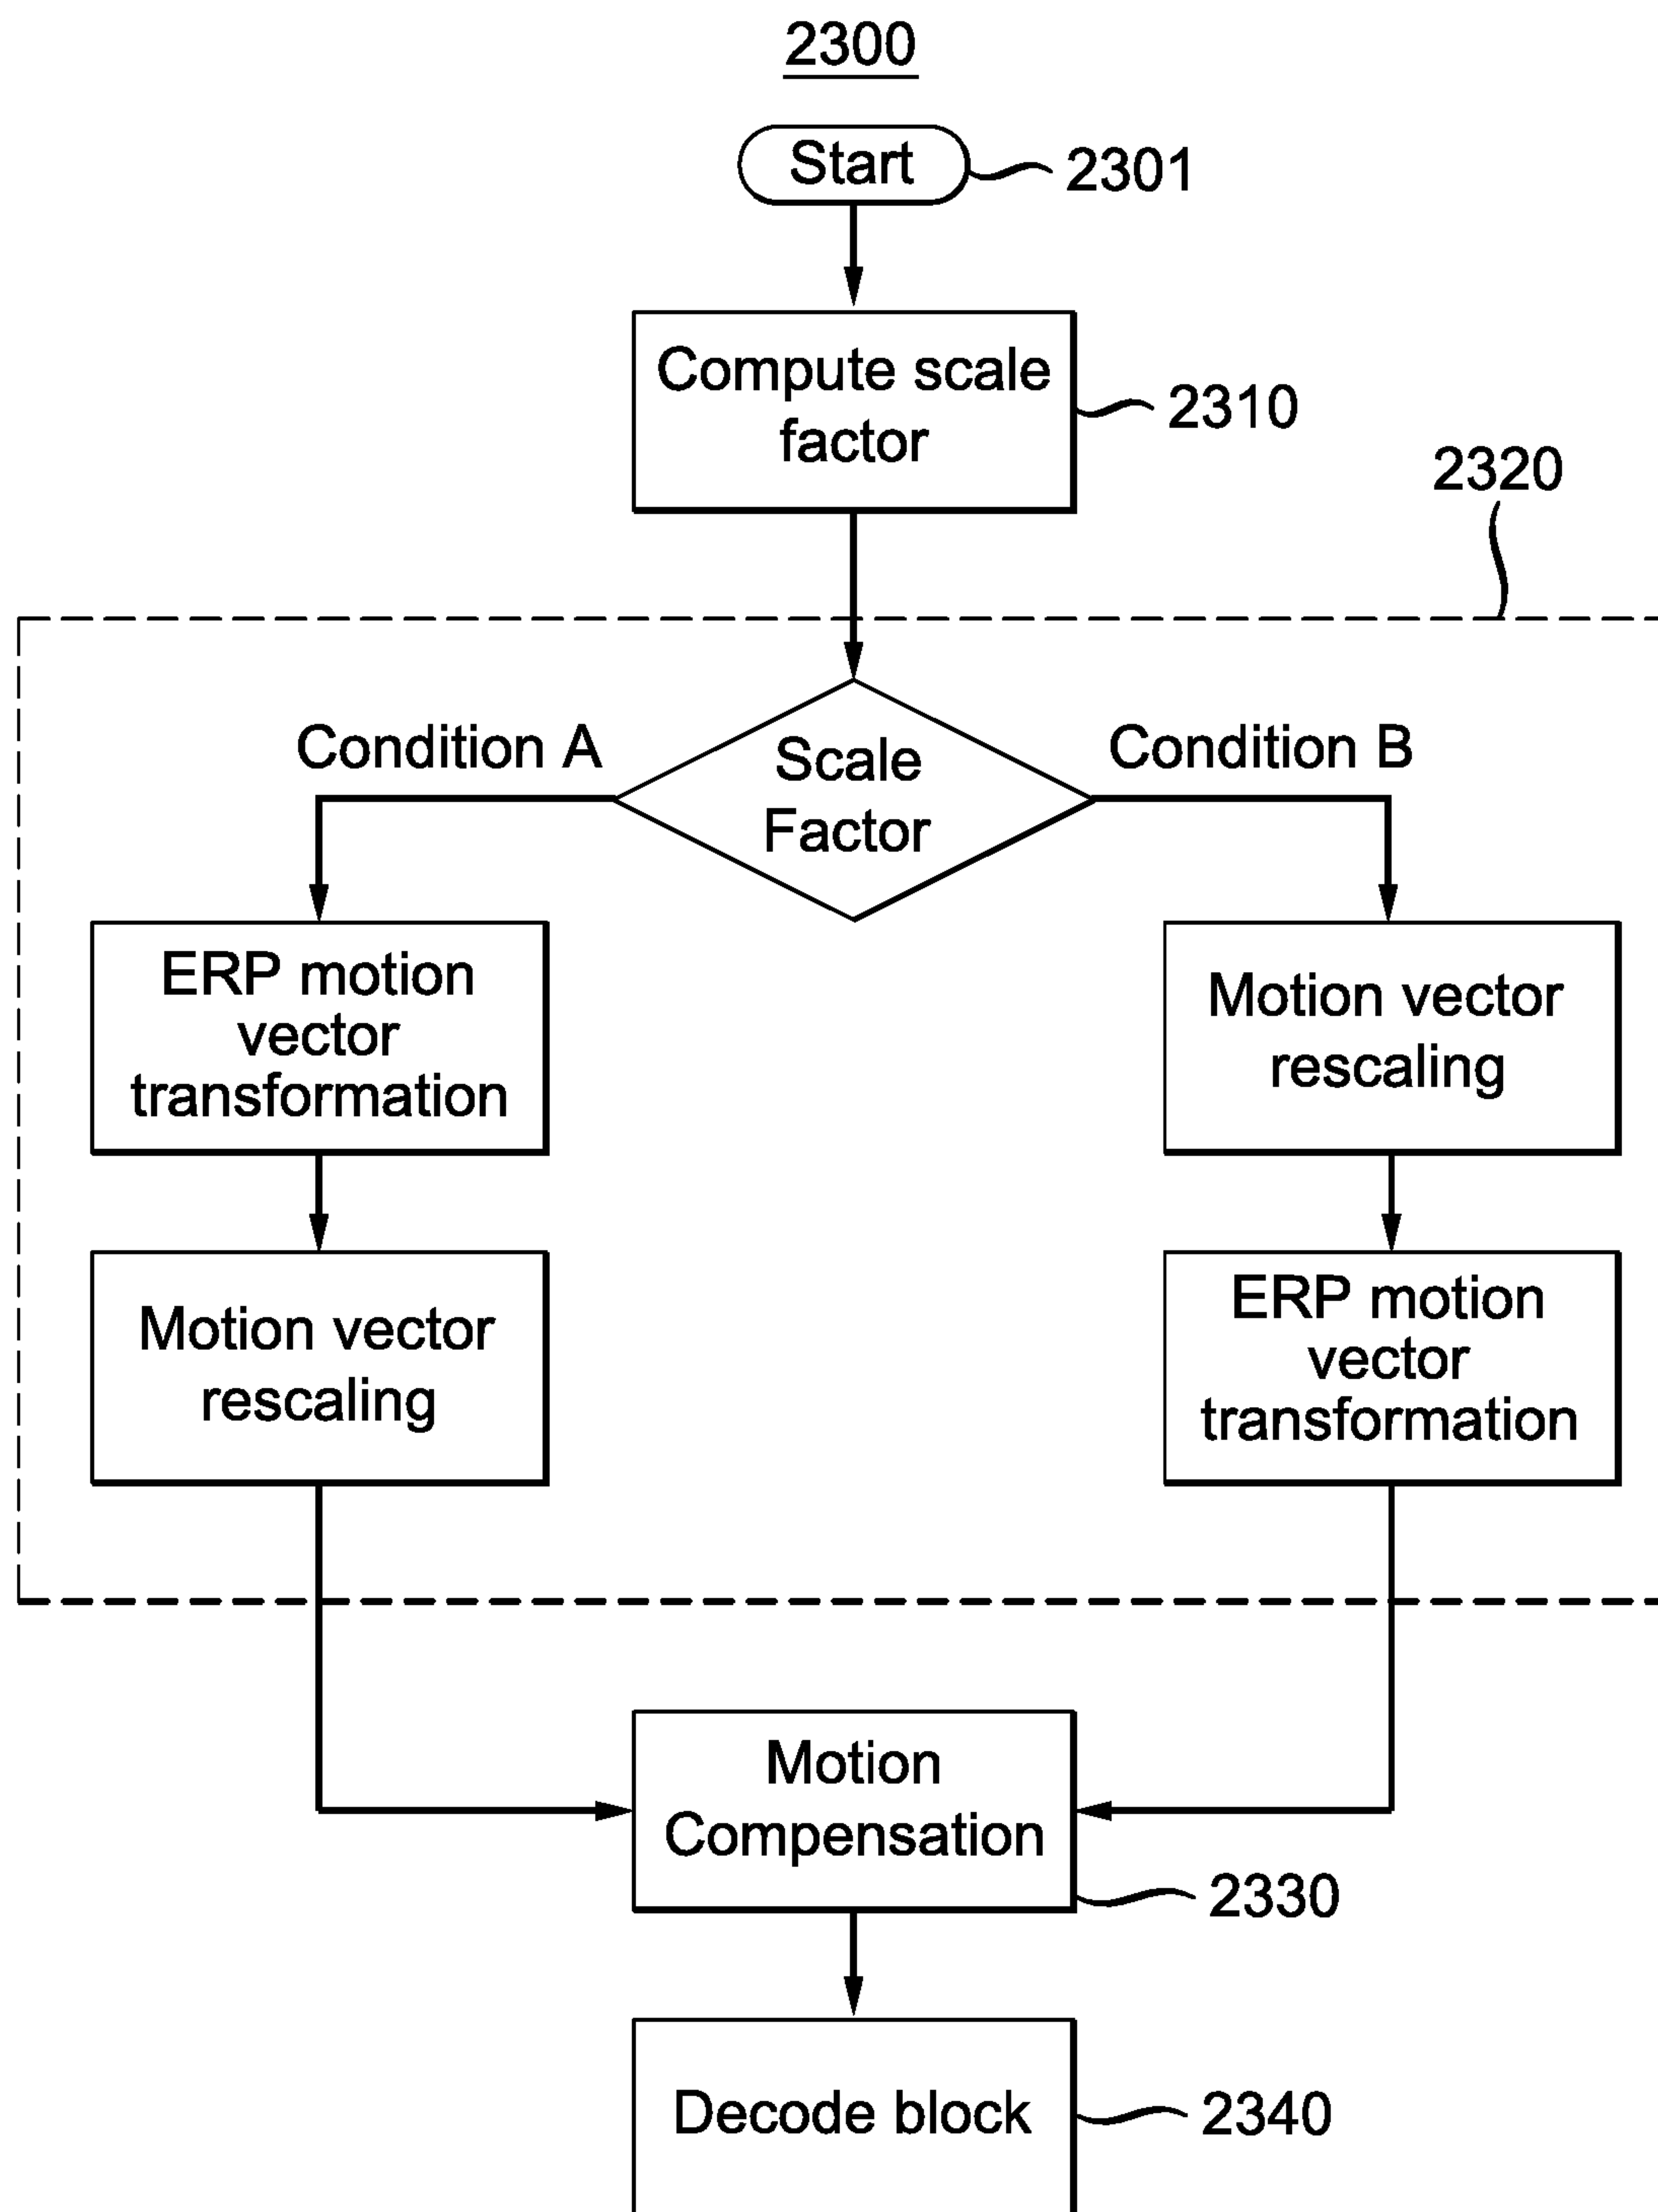 2300
Start
2301
Compute scale
factor
2310
2320
Condition A
Scale
Factor
Condition B
ERP motion
vector
transformation
Motion vector
rescaling
Motion vector
rescaling
ERP motion
vector
transformation
Motion
Compensation
2330
Decode block
2340